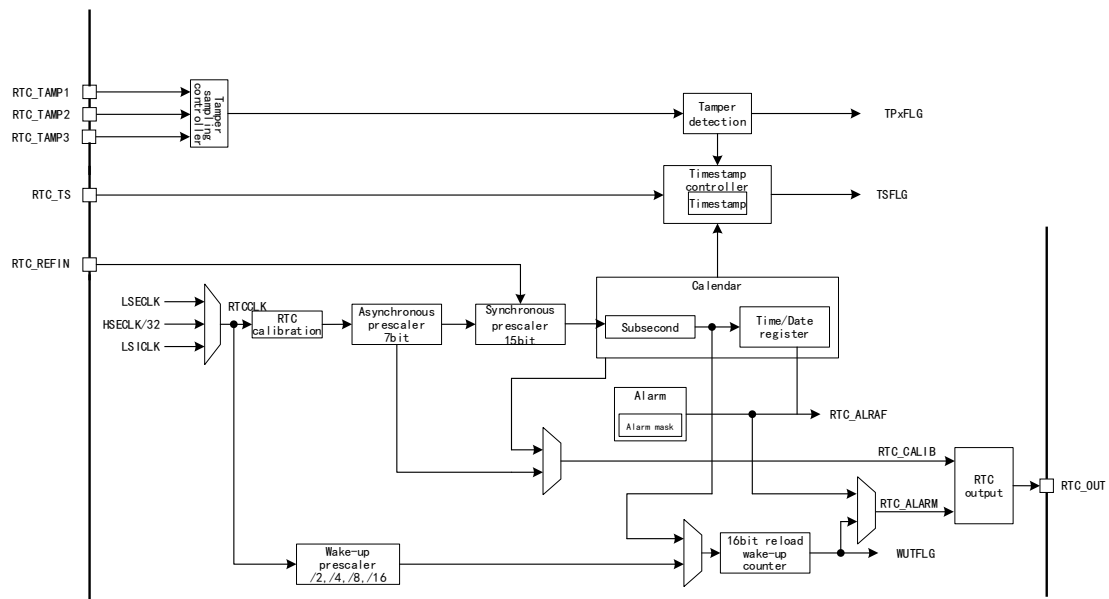 RTC_TAMP1
RTC_TAMP2
RTC_TAMP3
Tamper
sampling
controller
Tamper
detection
TPxFLG
RTC_TS
Timestamp
controller
Timestamp
TSFLG
RTC_REFIN
LSECLK
HSECLK/32
LSICLK
RTCCLK
RTC
calibration
Asynchronous
prescaler
7bit
Synchronous
prescaler
15bit
Calendar
Subsecond
Time/Date
register
Alarm
Alarm mask
RTC_ALRAF
RTC_CALIB
RTC_ALARM
RTC
output
RTC_OUT
Wake-up
prescaler
/2,/4,/8,/16
16bit reload
wake-up
counter
WUTFLG